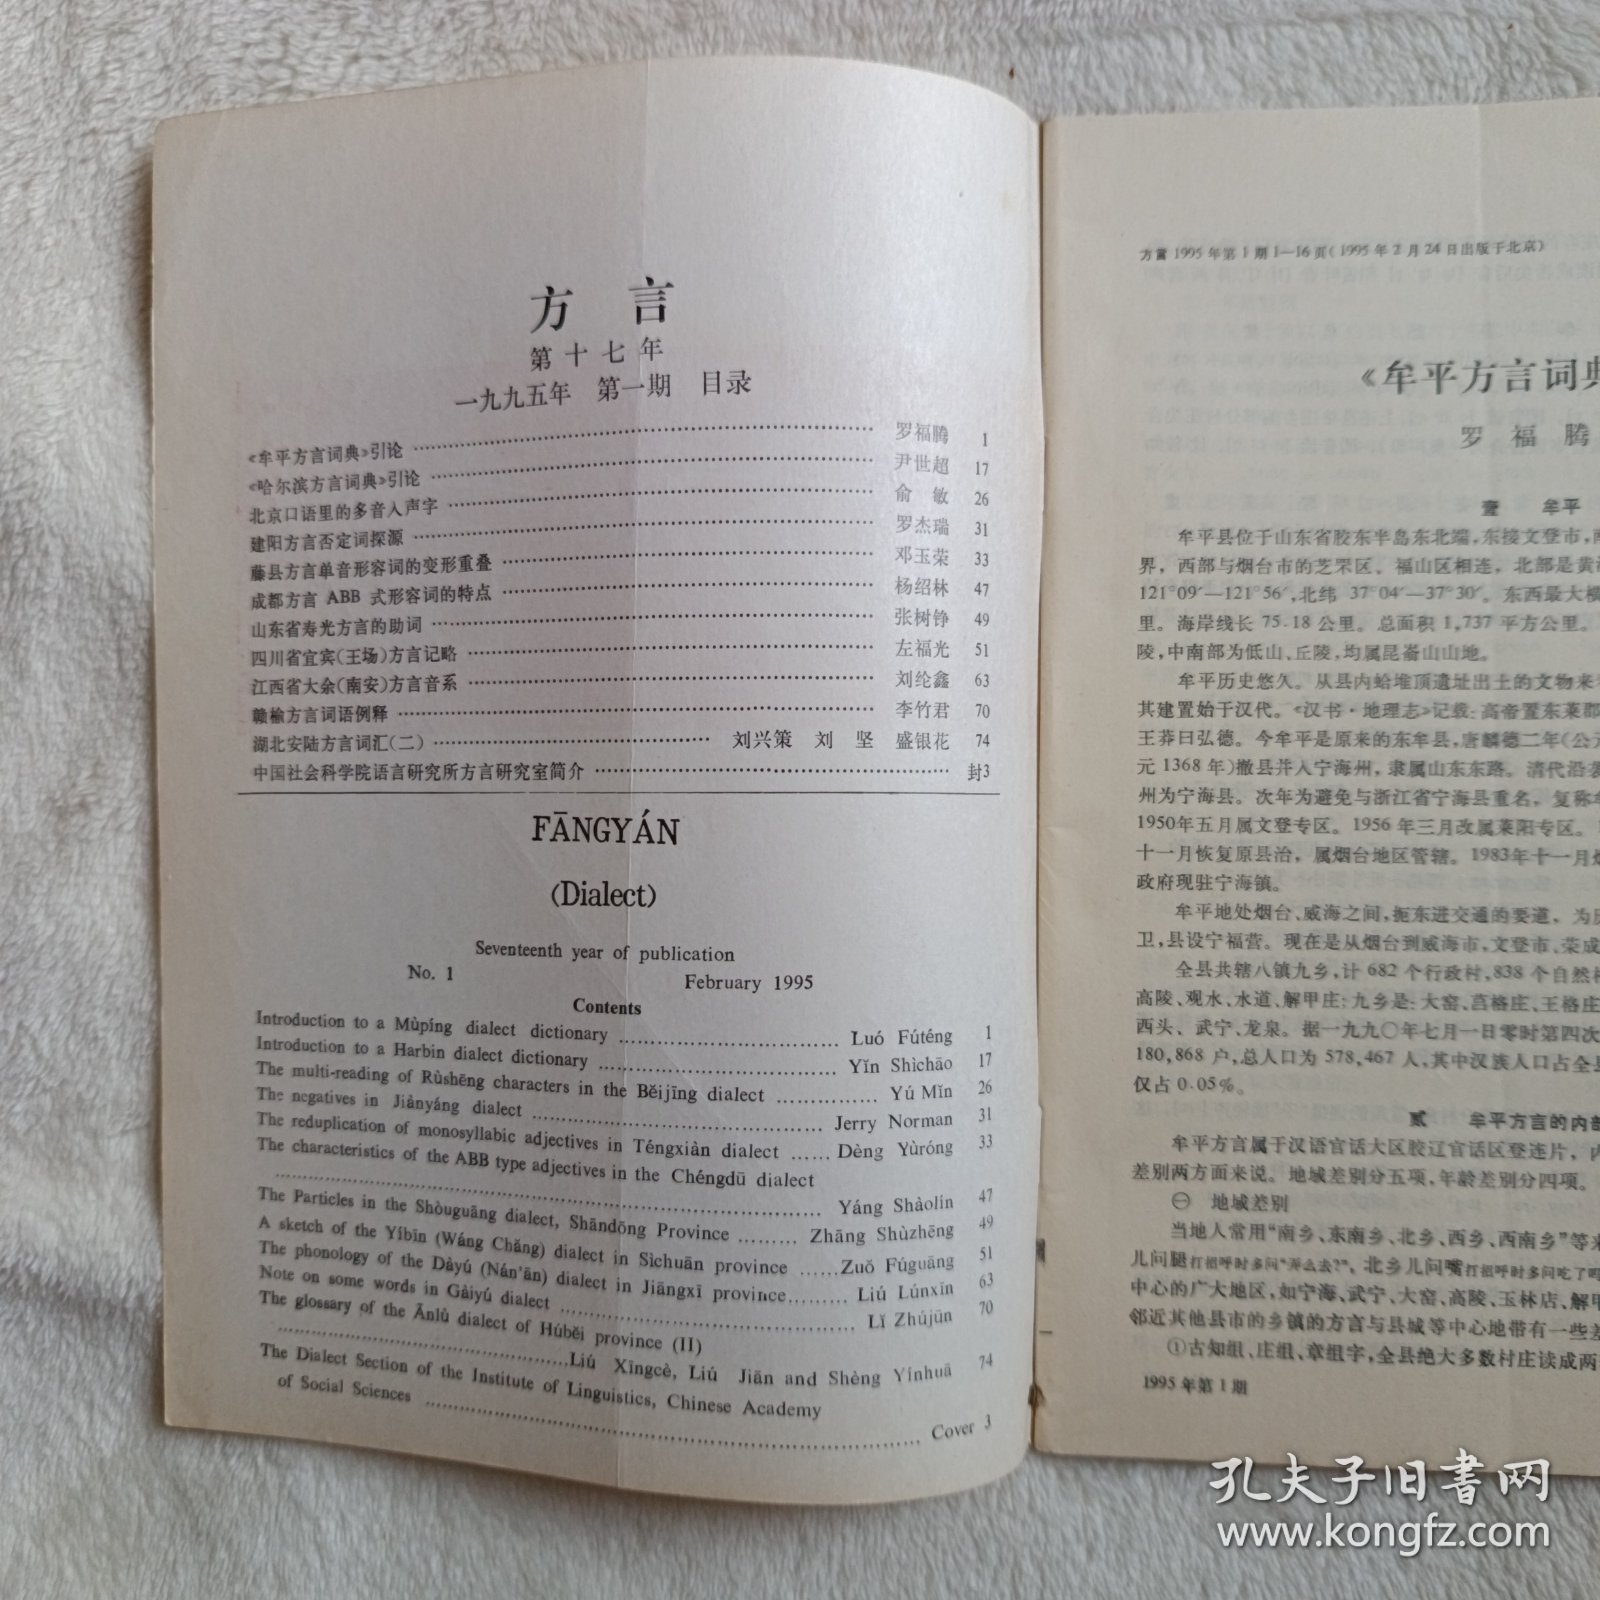 方言
第十七年
一九九五年 第一期 目录
《牟平方言词典》引论 …… 罗福腾 1
《哈尔滨方言词典》引论 …… 尹世超 17
北京口语里的多音入声字 …… 俞 敏 26
建阳方言否定词探源 …… 罗杰瑞 31
藤县方言单音形容词的变形重叠 …… 邓玉荣 33
成都方言 ABB 式形容词的特点 …… 杨绍林 47
山东省寿光方言的助词 …… 张树铮 49
四川省宜宾(王场)方言记略 …… 左福光 51
江西省大余(南安)方言音系 …… 刘纶鑫 63
赣榆方言词语例释 …… 李竹君 70
湖北安陆方言词汇(二) …… 刘兴策 刘 坚 盛银花 74
中国社会科学院语言研究所方言研究室简介 …… 封3
FĀNGYÁN
(Dialect)
Seventeenth year of publication
No. 1 February 1995
Contents
Introduction to a Mùpíng dialect dictionary …… Luó Fúténg 1
Introduction to a Harbin dialect dictionary …… Yǐn Shìchāo 17
The multi-reading of Rùshēng characters in the Běijīng dialect …… Yú Mǐn 26
The negatives in Jiànyáng dialect …… Jerry Norman 31
The reduplication of monosyllabic adjectives in Téngxiàn dialect …… Dèng Yùróng 33
The characteristics of the ABB type adjectives in the Chéngdū dialect
…… Yáng Shàolín 47
The Particles in the Shòuguāng dialect, Shāndōng Province …… Zhāng Shùzhēng 49
A sketch of the Yíbīn (Wáng Chǎng) dialect in Sìchuān province …… Zuǒ Fúguāng 51
The phonology of the Dàyú (Nán'ān) dialect in Jiāngxī province …… Liú Lúnxīn 63
Note on some words in Gàiyú dialect …… Lǐ Zhújūn 70
The glossary of the Ānlù dialect of Húběi province (II)
…… Liú Xīngcè, Liú Jiān and Shèng Yínhuā 74
The Dialect Section of the Institute of Linguistics, Chinese Academy
of Social Sciences …… Cover 3
方言 1995 年第 1 期 1—16 页(1995 年 2 月 24 日出版于北京)
《牟平方言词典
罗 福 腾
壹 牟平
牟平县位于山东省胶东半岛东北端,东接文登市,南
界,西部与烟台市的芝罘区、福山区相连,北部是黄海
121°09′—121°56′,北纬 37°04′—37°30′。东西最大横
里。海岸线长 75.18 公里。总面积 1,737 平方公里。
陵,中南部为低山、丘陵,均属昆嵛山山地。
牟平历史悠久。从县内蛤堆顶遗址出土的文物来
其建置始于汉代。《汉书·地理志》记载:高帝置东莱郡
王莽曰弘德。今牟平是原来的东牟县,唐麟德二年(公元
元 1368 年)撤县并入宁海州,隶属山东东路。清代沿袭
州为宁海县。次年为避免与浙江省宁海县重名,复称牟
1950年五月属文登专区。1956 年三月改属莱阳专区。
十一月恢复原县治,属烟台地区管辖。1983年十一月烟
政府现驻宁海镇。
牟平地处烟台、威海之间,扼东进交通的要道,为历
卫,县设宁福营。现在是从烟台到威海市,文登市、荣成
全县共辖八镇九乡,计 682 个行政村,838 个自然村
高陵、观水、水道、解甲庄;九乡是:大窑、莒格庄、王格庄
西头、武宁、龙泉。据一九九〇年七月一日零时第四次
180,868 户,总人口为 578,467 人,其中汉族人口占全县
仅占 0.05%。
贰 牟平方言的内部
牟平方言属于汉语官话大区胶辽官话区登连片,内
差别两方面来说。地域差别分五项,年龄差别分四项。
㊀ 地域差别
当地人常用“南乡、东南乡、北乡、西乡、西南乡”等来
儿问腿打招呼时多问“弄么去?”,北乡儿问嘴打招呼时多问吃了吗
中心的广大地区,如宁海、武宁、大窑、高陵、玉林店、解甲
邻近其他县市的乡镇的方言与县城等中心地带有一些差
①古知组、庄组、章组字,全县绝大多数村庄读成两
1995 年第 1 期
孔夫子旧书网
www.kongfz.com